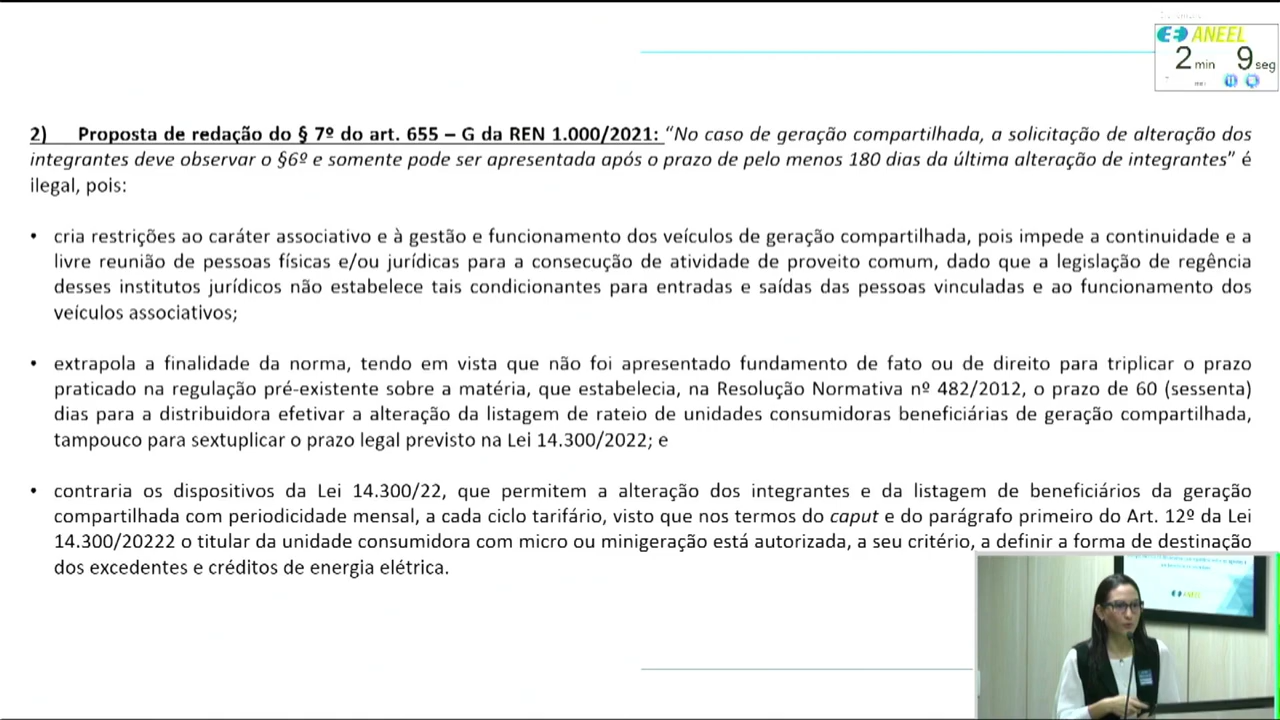 ANEEL
2 min 9 seg
2) Proposta de redação do § 7º do art. 655 – G da REN 1.000/2021: “No caso de geração compartilhada, a solicitação de alteração dos
integrantes deve observar o §6º e somente pode ser apresentada após o prazo de pelo menos 180 dias da última alteração de integrantes” é
ilegal, pois:
• cria restrições ao caráter associativo e à gestão e funcionamento dos veículos de geração compartilhada, pois impede a continuidade e a
livre reunião de pessoas físicas e/ou jurídicas para a consecução de atividade de proveito comum, dado que a legislação de regência
desses institutos jurídicos não estabelece tais condicionantes para entradas e saídas das pessoas vinculadas e ao funcionamento dos
veículos associativos;
• extrapola a finalidade da norma, tendo em vista que não foi apresentado fundamento de fato ou de direito para triplicar o prazo
praticado na regulação pré-existente sobre a matéria, que estabelecia, na Resolução Normativa nº 482/2012, o prazo de 60 (sessenta)
dias para a distribuidora efetivar a alteração da listagem de rateio de unidades consumidoras beneficiárias de geração compartilhada,
tampouco para sextuplicar o prazo legal previsto na Lei 14.300/2022; e
• contraria os dispositivos da Lei 14.300/22, que permitem a alteração dos integrantes e da listagem de beneficiários da geração
compartilhada com periodicidade mensal, a cada ciclo tarifário, visto que nos termos do caput e do parágrafo primeiro do Art. 12º da Lei
14.300/20222 o titular da unidade consumidora com micro ou minigeração está autorizada, a seu critério, a definir a forma de destinação
dos excedentes e créditos de energia elétrica.
ANEEL